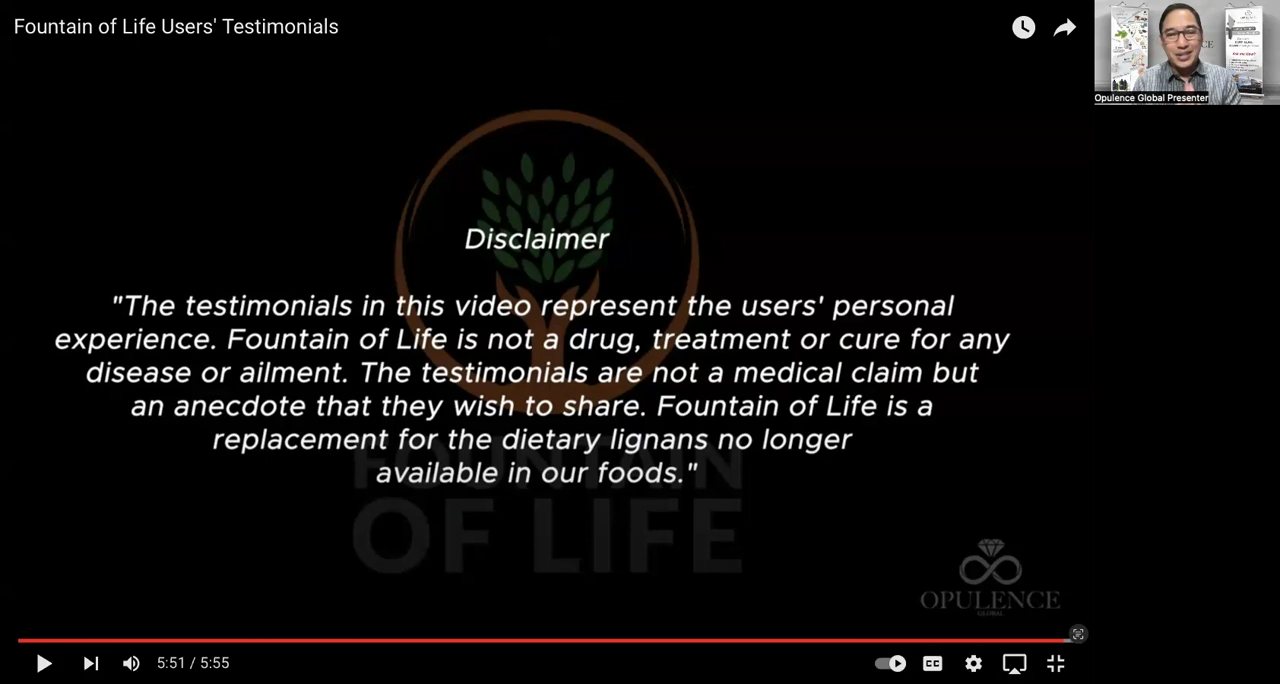 Fountain of Life Users' Testimonials
Opulence Global Presenter
Disclaimer
"The testimonials in this video represent the users' personal
experience. Fountain of Life is not a drug, treatment or cure for any
disease or ailment. The testimonials are not a medical claim but
an anecdote that they wish to share. Fountain of Life is a
replacement for the dietary lignans no longer
available in our foods."
FOUNTAIN
OF LIFE
OPULENCE
GLOBAL
5:51 / 5:55
CC